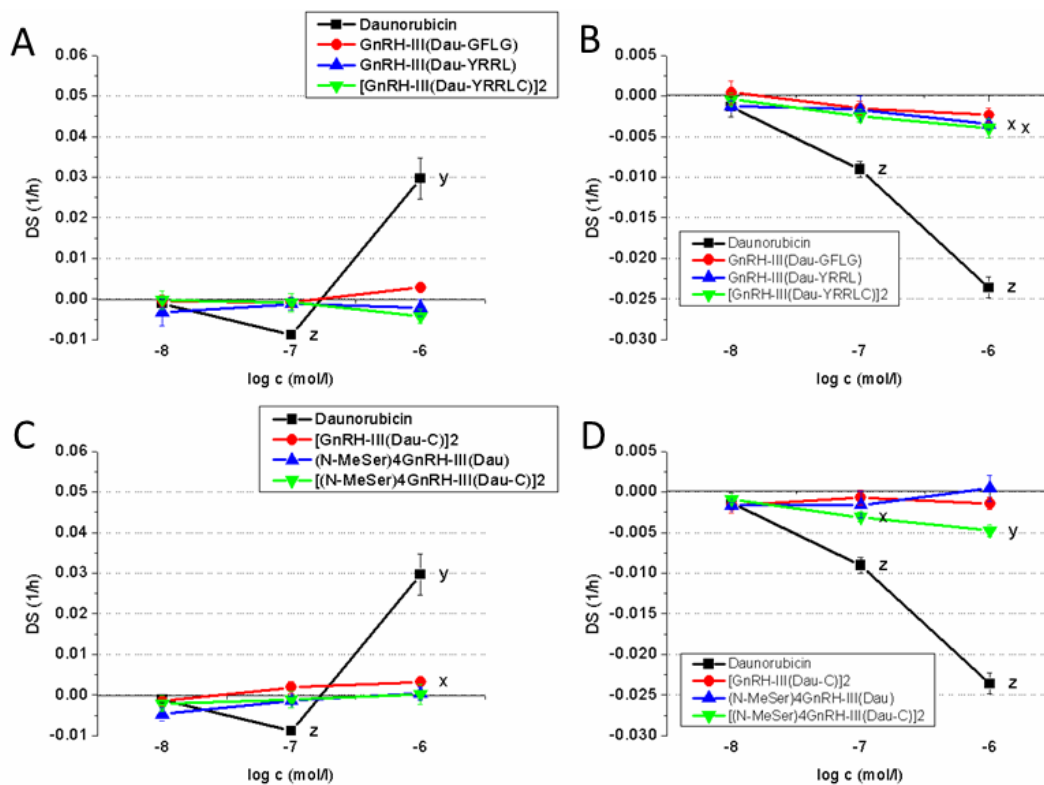 A
Daunorubicin
GnRH-III(Dau-GFLG)
GnRH-III(Dau-YRRL)
[GnRH-III(Dau-YRRLC)]2
0.06
0.05
0.04
0.03
0.02
0.01
0.00
-0.01
DS (1/h)
y
z
-8
-7
-6
log c (mol/l)
B
0.005
0.000
-0.005
-0.010
-0.015
-0.020
-0.025
-0.030
DS (1/h)
x x
z
z
Daunorubicin
GnRH-III(Dau-GFLG)
GnRH-III(Dau-YRRL)
[GnRH-III(Dau-YRRLC)]2
-8
-7
-6
log c (mol/l)
C
Daunorubicin
[GnRH-III(Dau-C)]2
(N-MeSer)4GnRH-III(Dau)
[(N-MeSer)4GnRH-III(Dau-C)]2
0.06
0.05
0.04
0.03
0.02
0.01
0.00
-0.01
DS (1/h)
y
x
z
-8
-7
-6
log c (mol/l)
D
0.005
0.000
-0.005
-0.010
-0.015
-0.020
-0.025
-0.030
DS (1/h)
x
y
z
z
Daunorubicin
[GnRH-III(Dau-C)]2
(N-MeSer)4GnRH-III(Dau)
[(N-MeSer)4GnRH-III(Dau-C)]2
-8
-7
-6
log c (mol/l)